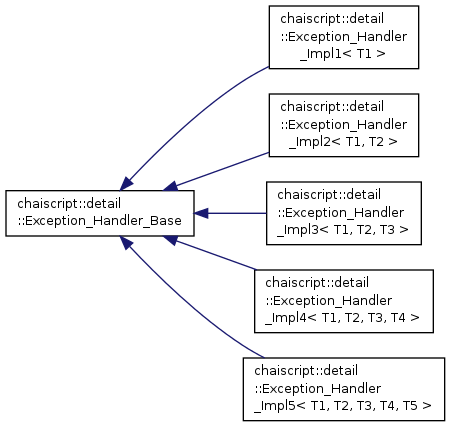 chaiscript::detail
::Exception_Handler
_Impl1< T1 >
chaiscript::detail
::Exception_Handler
_Impl2< T1, T2 >
chaiscript::detail
::Exception_Handler_Base
chaiscript::detail
::Exception_Handler
_Impl3< T1, T2, T3 >
chaiscript::detail
::Exception_Handler
_Impl4< T1, T2, T3, T4 >
chaiscript::detail
::Exception_Handler
_Impl5< T1, T2, T3, T4, T5 >